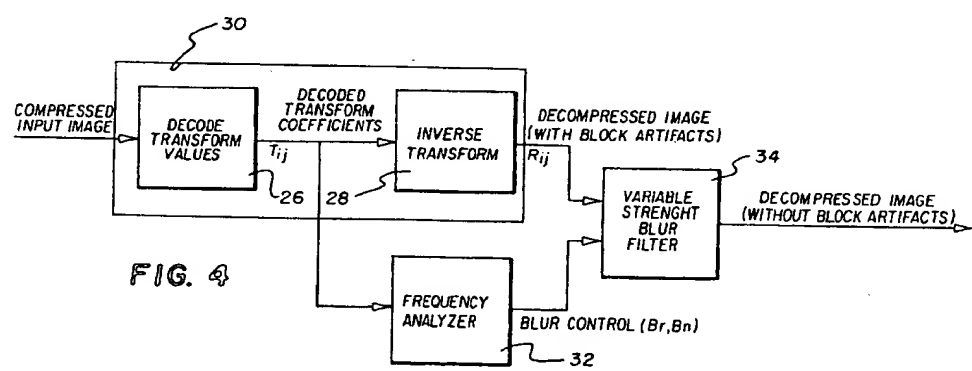 30
COMPRESSED
INPUT IMAGE
DECODE
TRANSFORM
VALUES
26
Tij
DECODED
TRANSFORM
COEFFICIENTS
INVERSE
TRANSFORM
28
DECOMPRESSED IMAGE
(WITH BLOCK ARTIFACTS)
Rij
34
VARIABLE
STRENGHT
BLUR
FILTER
DECOMPRESSED IMAGE
(WITHOUT BLOCK ARTIFACTS)
FIG. 4
FREQUENCY
ANALYZER
32
BLUR CONTROL (Br,Bn)